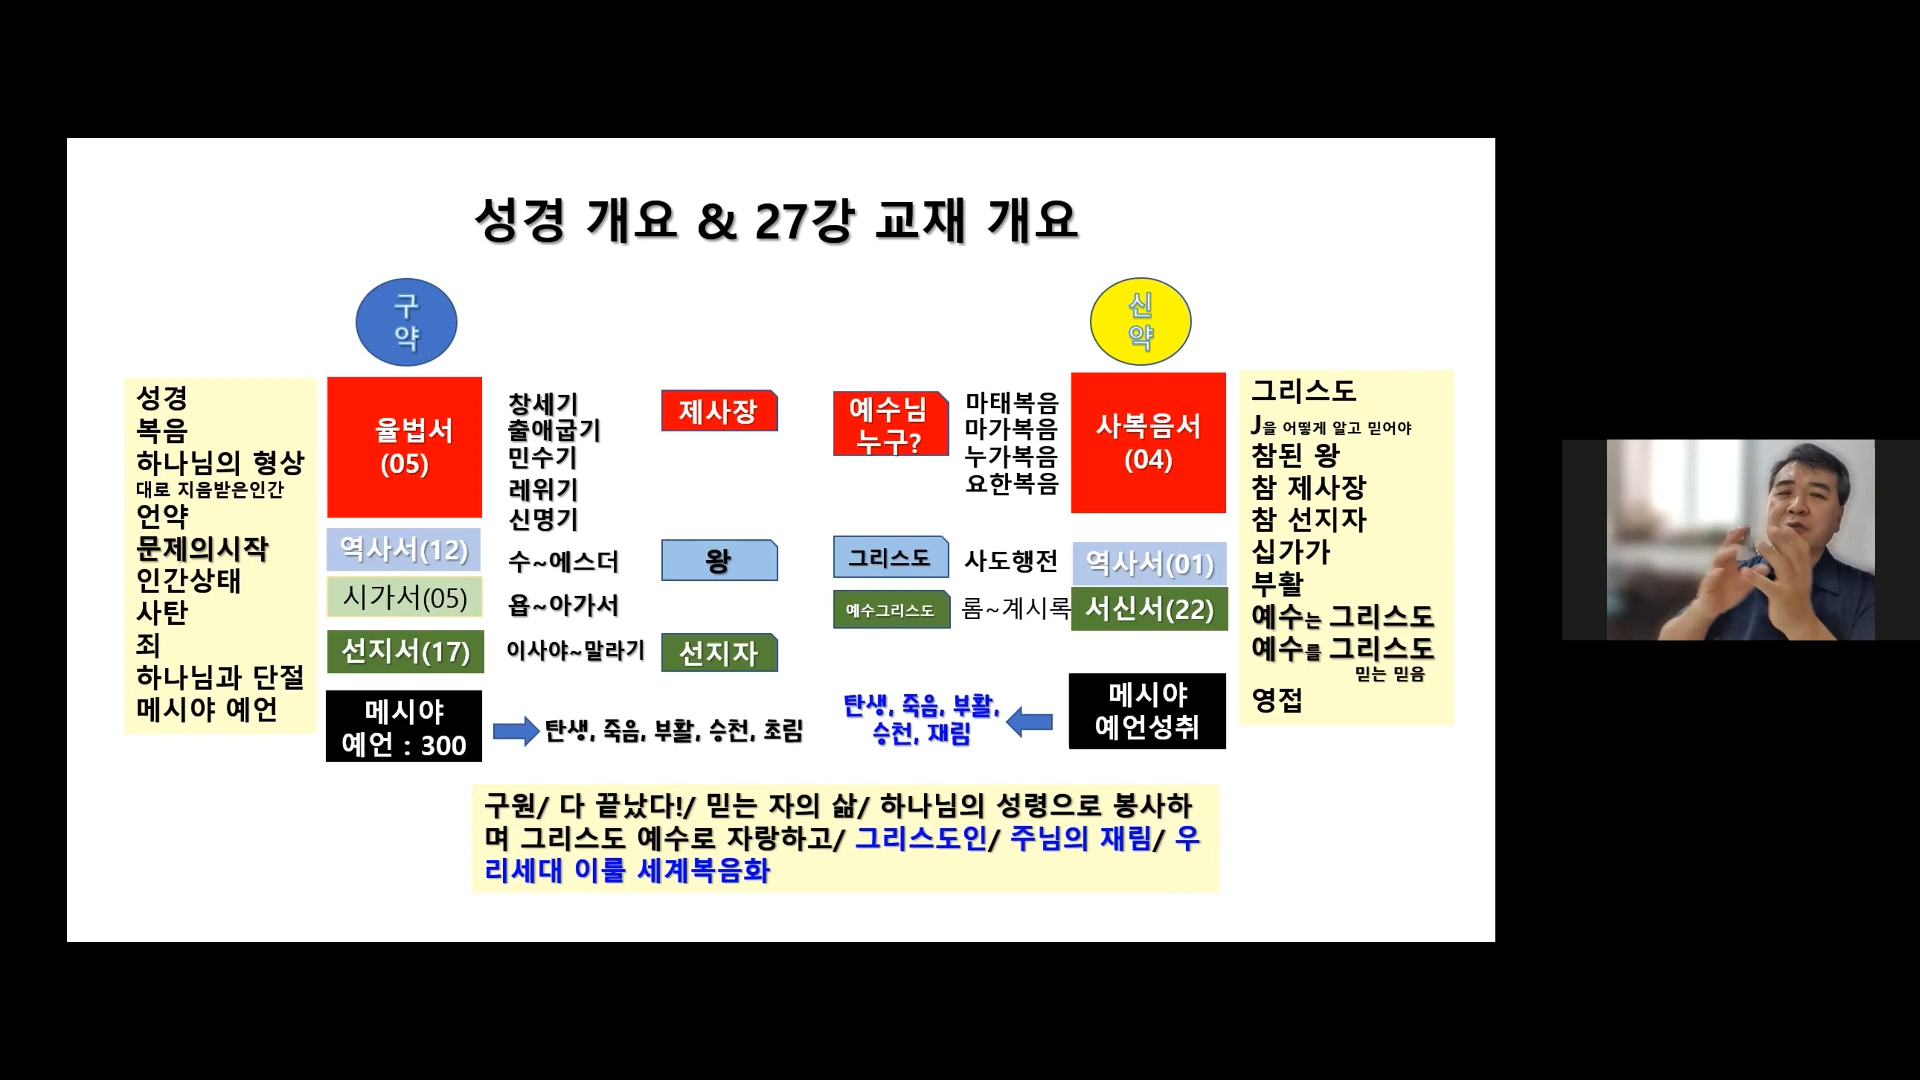 성경 개요 & 27강 교재 개요
구
약
신
약
성경
복음
하나님의 형상
대로 지음받은인간
언약
문제의시작
인간상태
사탄
죄
하나님과 단절
메시야 예언
율법서
(05)
역사서(12)
시가서(05)
선지서(17)
메시야
예언 : 300
창세기
출애굽기
민수기
레위기
신명기
수~에스더
욥~아가서
이사야~말라기
탄생, 죽음, 부활, 승천, 초림
제사장
왕
선지자
예수님
누구?
그리스도
예수그리스도
탄생, 죽음, 부활,
승천, 재림
마태복음
마가복음
누가복음
요한복음
사도행전
롬~계시록
사복음서
(04)
역사서(01)
서신서(22)
메시야
예언성취
그리스도
J을 어떻게 알고 믿어야
참된 왕
참 제사장
참 선지자
십가가
부활
예수는 그리스도
예수를 그리스도
믿는 믿음
영접
구원/ 다 끝났다!/ 믿는 자의 삶/ 하나님의 성령으로 봉사하
며 그리스도 예수로 자랑하고/ 그리스도인/ 주님의 재림/ 우
리세대 이룰 세계복음화